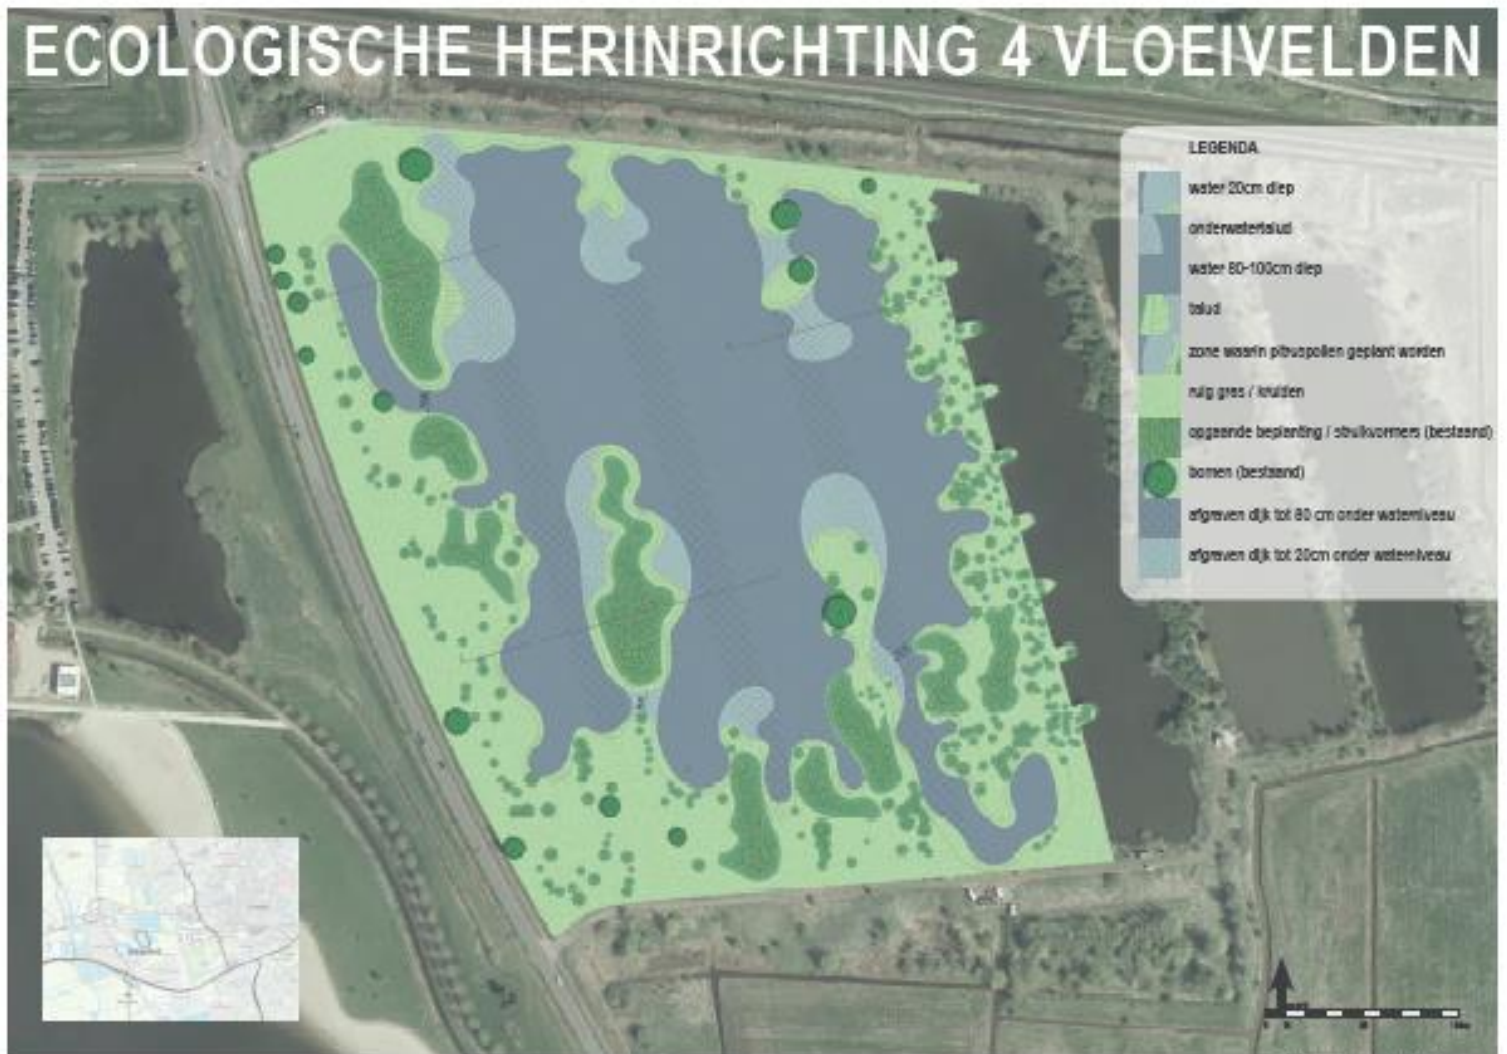 ECOLOGISCHE HERINRICHTING 4 VLOEIVELDEN
LEGENDA
water 20cm diep
onderwatertalud
water 80-100cm diep
talud
zone waarin pitruspollen geplant worden
ruig gras / kruiden
opgaande beplanting / struikvormers (bestaand)
bomen (bestaand)
afgraven dijk tot 80 cm onder waterniveau
afgraven dijk tot 20cm onder waterniveau